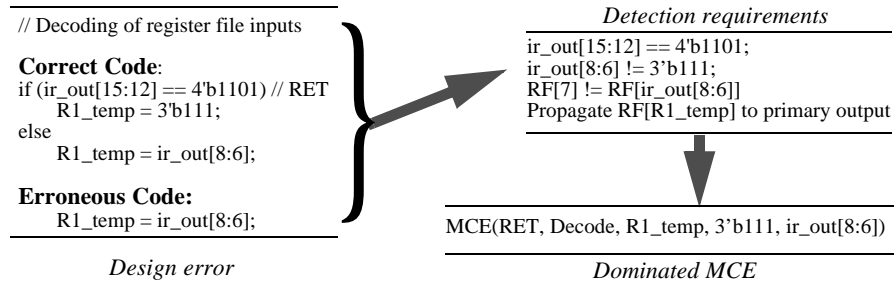 // Decoding of register file inputs
Correct Code:
if (ir_out[15:12] == 4'b1101) // RET
R1_temp = 3'b111;
else
R1_temp = ir_out[8:6];
Erroneous Code:
R1_temp = ir_out[8:6];
Design error
Detection requirements
ir_out[15:12] == 4'b1101;
ir_out[8:6] != 3’b111;
RF[7] != RF[ir_out[8:6]]
Propagate RF[R1_temp] to primary output
MCE(RET, Decode, R1_temp, 3’b111, ir_out[8:6])
Dominated MCE